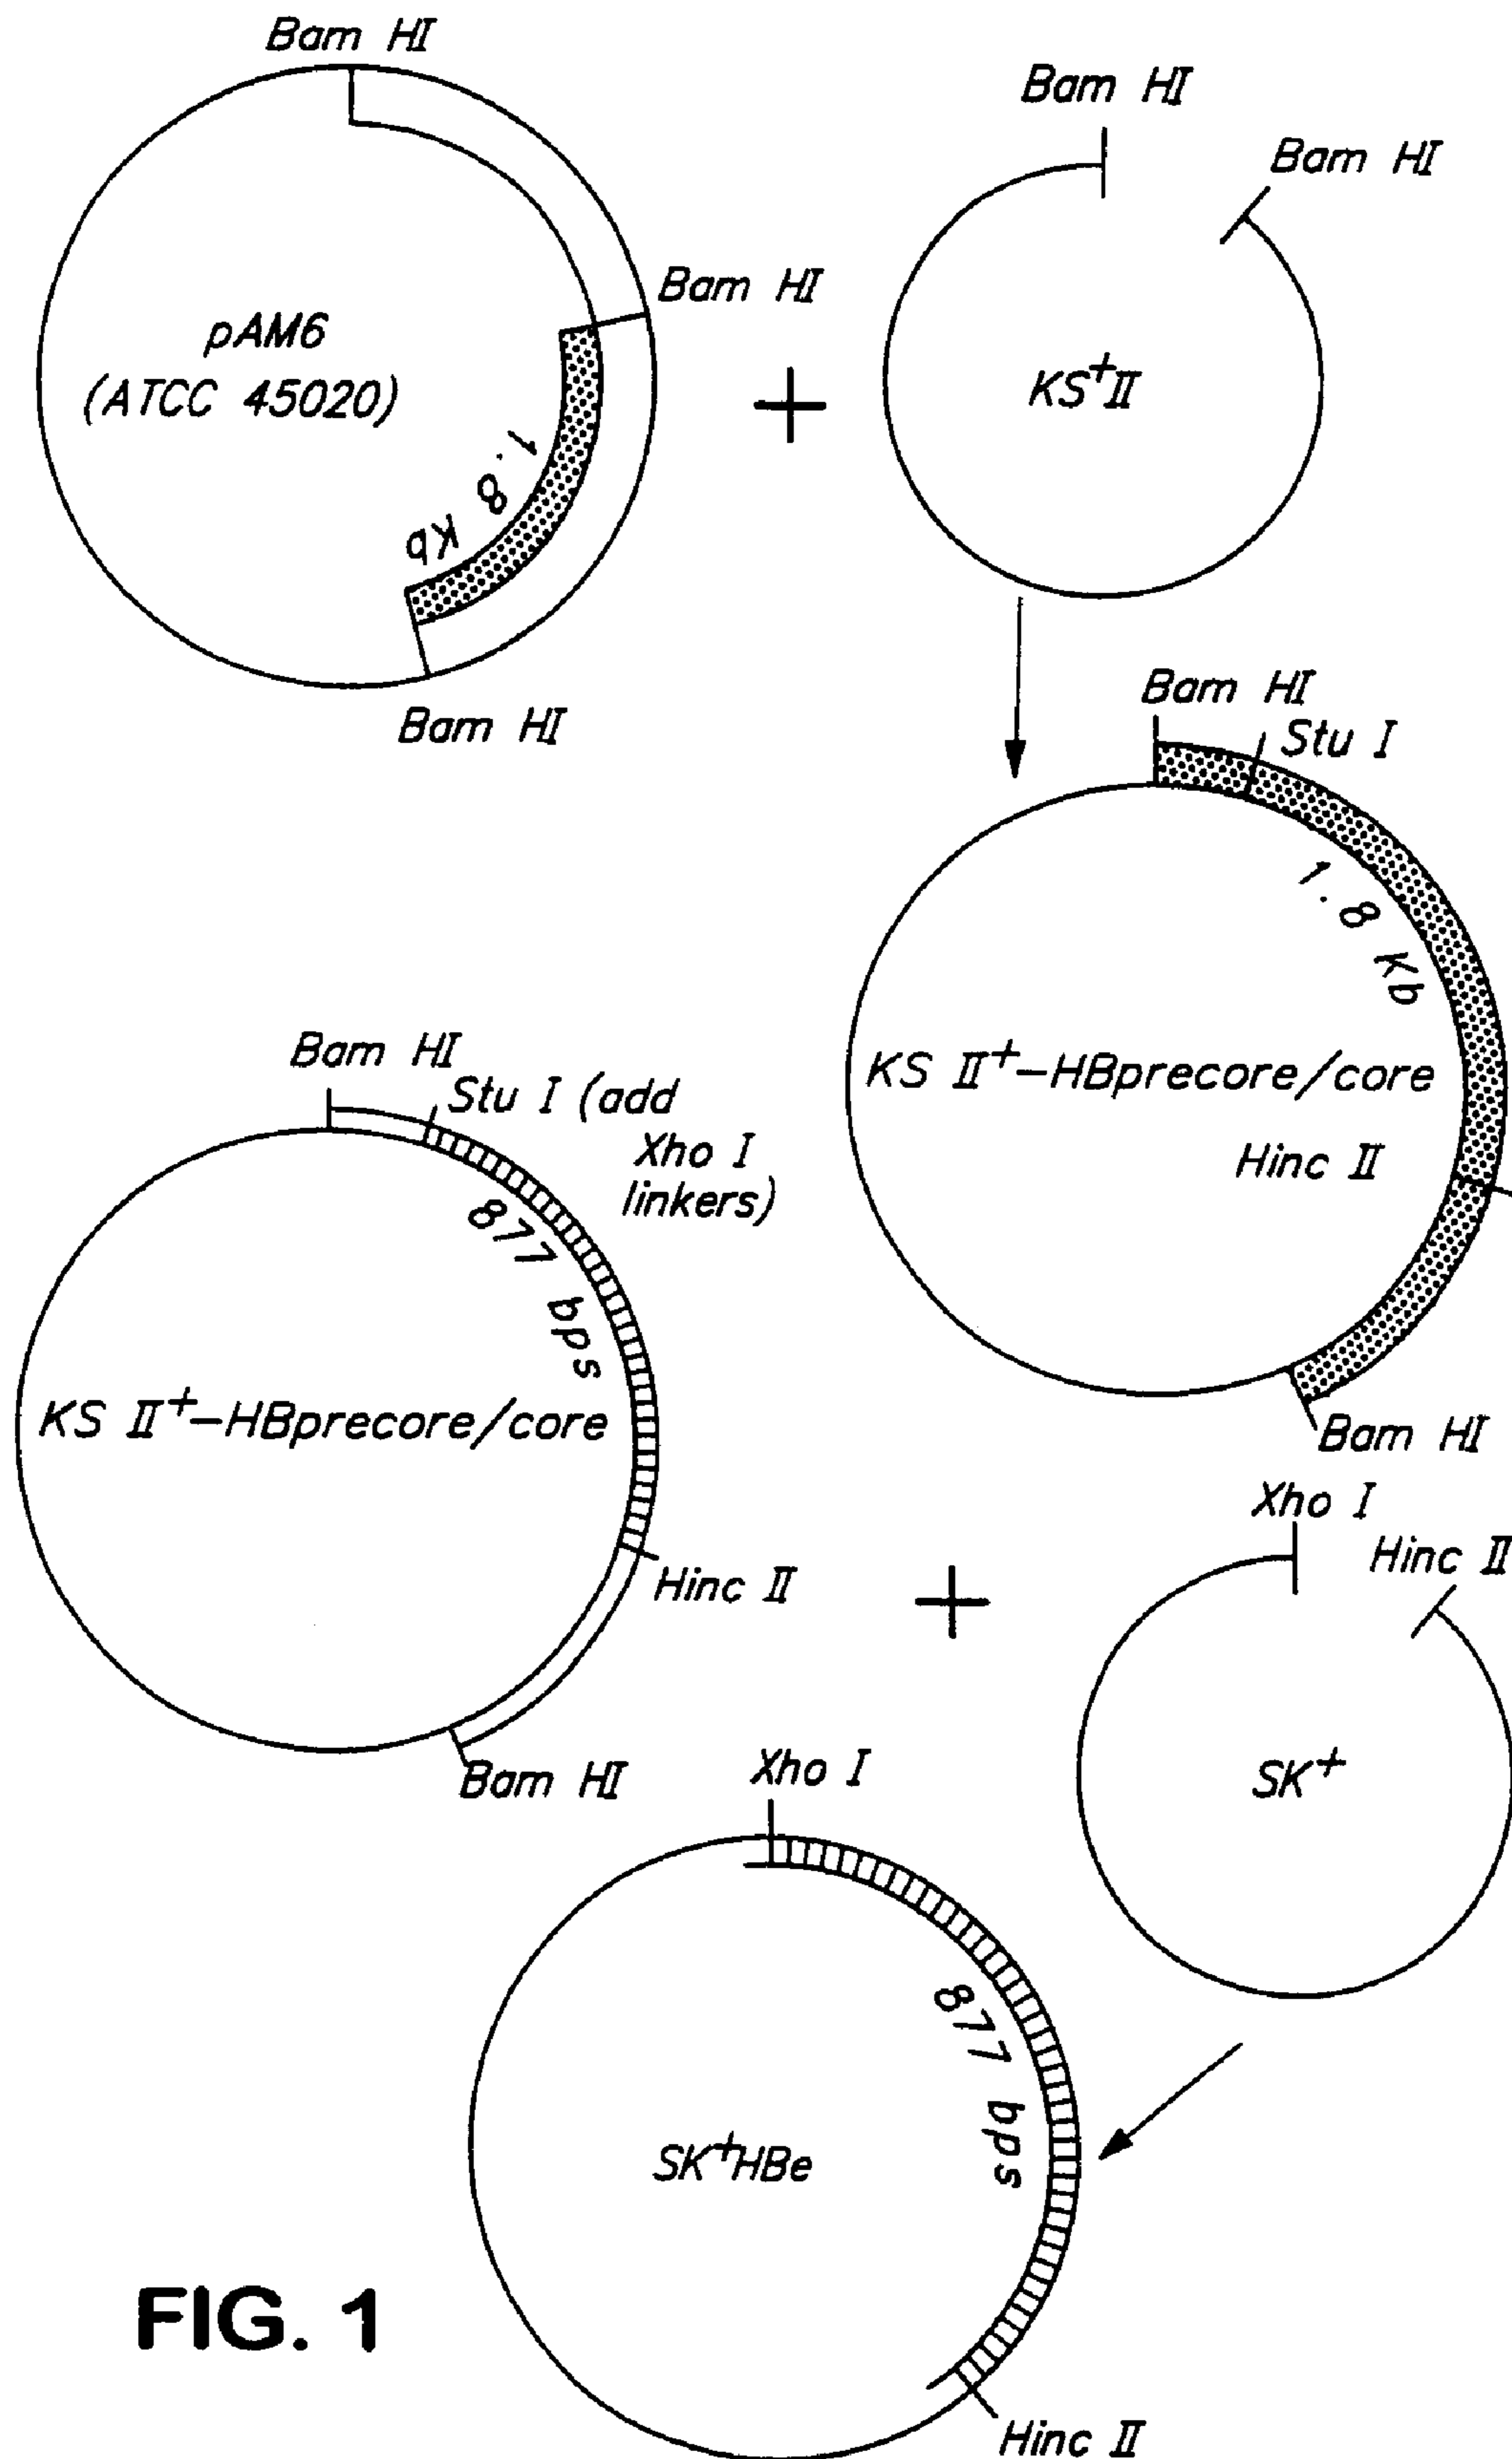 Bam HI
Bam HI
Bam HI
Bam HI
pAM6
(ATCC 45020)
1.8 Kb
+
KS+II
Bam HI
Bam HI
Stu I
1.8 Kb
KS II+-HBprecore/core
Hinc II
Bam HI
Bam HI
Stu I (add
Xho I
linkers)
877 bps
KS II+-HBprecore/core
Hinc II
Bam HI
+
Xho I
Hinc II
SK+
Xho I
877 bps
SK+HBe
Hinc II
FIG. 1